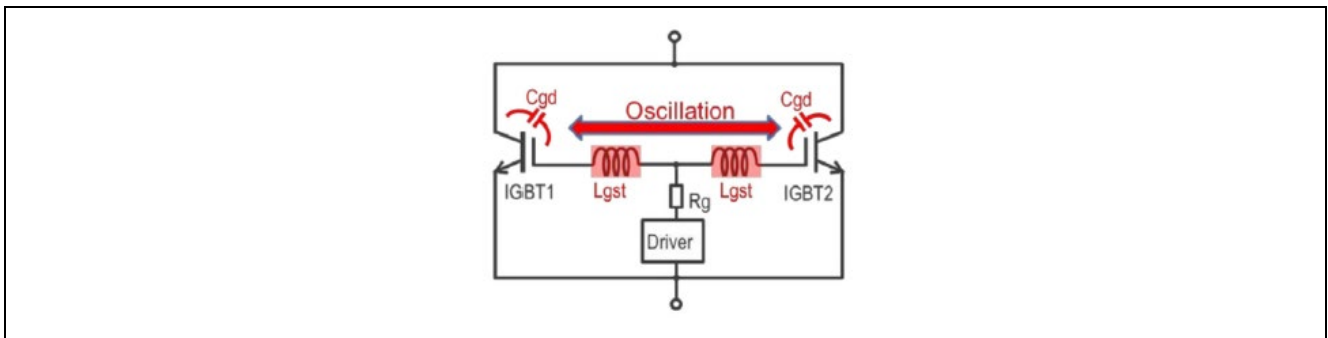 Cgd
Oscillation
Cgd
IGBT1
Lgst
Lgst
IGBT2
Rg
Driver